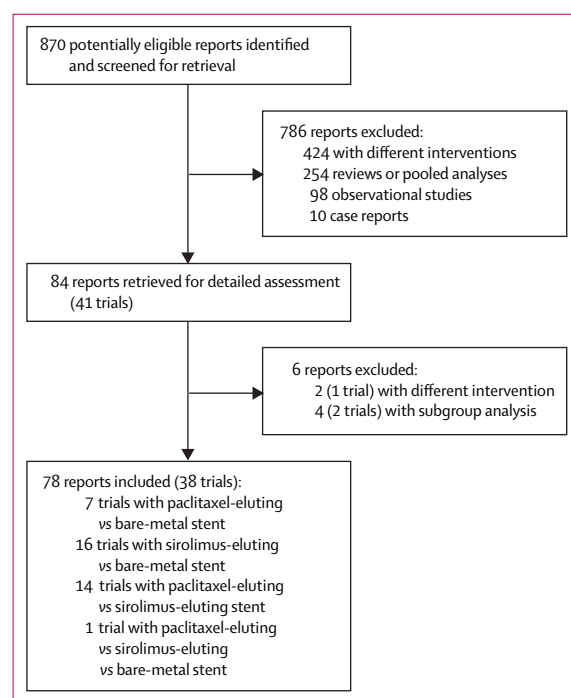 870 potentially eligible reports identified
and screened for retrieval
786 reports excluded:
424 with different interventions
254 reviews or pooled analyses
98 observational studies
10 case reports
84 reports retrieved for detailed assessment
(41 trials)
6 reports excluded:
2 (1 trial) with different intervention
4 (2 trials) with subgroup analysis
78 reports included (38 trials):
7 trials with paclitaxel-eluting
vs bare-metal stent
16 trials with sirolimus-eluting
vs bare-metal stent
14 trials with paclitaxel-eluting
vs sirolimus-eluting stent
1 trial with paclitaxel-eluting
vs sirolimus-eluting
vs bare-metal stent